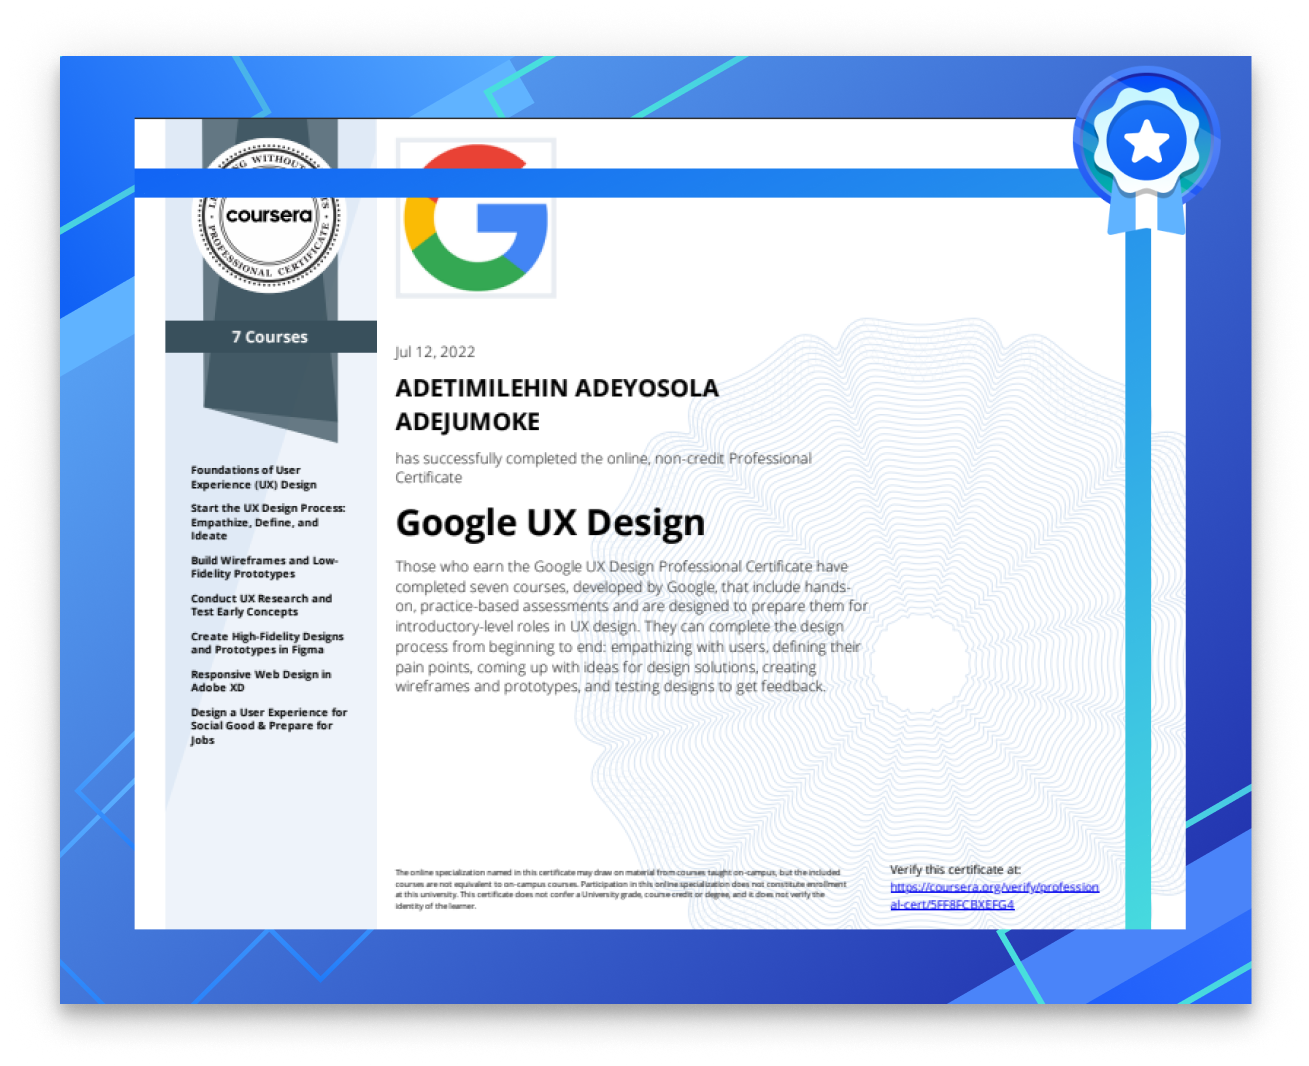 NG WITHOUT
coursera
PROFESSIONAL CERTIFICATE
7 Courses
Foundations of User
Experience (UX) Design
Start the UX Design Process:
Empathize, Define, and
Ideate
Build Wireframes and Low-
Fidelity Prototypes
Conduct UX Research and
Test Early Concepts
Create High-Fidelity Designs
and Prototypes in Figma
Responsive Web Design in
Adobe XD
Design a User Experience for
Social Good & Prepare for
Jobs
Jul 12, 2022
ADETIMILEHIN ADEYOSOLA
ADEJUMOKE
has successfully completed the online, non-credit Professional
Certificate
Google UX Design
Those who earn the Google UX Design Professional Certificate have
completed seven courses, developed by Google, that include hands-
on, practice-based assessments and are designed to prepare them for
introductory-level roles in UX design. They can complete the design
process from beginning to end: empathizing with users, defining their
pain points, coming up with ideas for design solutions, creating
wireframes and prototypes, and testing designs to get feedback.
The online specialization named in this certificate may draw on material from courses taught on-campus, but the included
courses are not equivalent to on-campus courses. Participation in this online specialization does not constitute enrollment
at this university. This certificate does not confer a University grade, course credit or degree, and it does not verify the
identity of the learner.
Verify this certificate at:
https://coursera.org/verify/profession
al-cert/5FF8FCBXEFG4